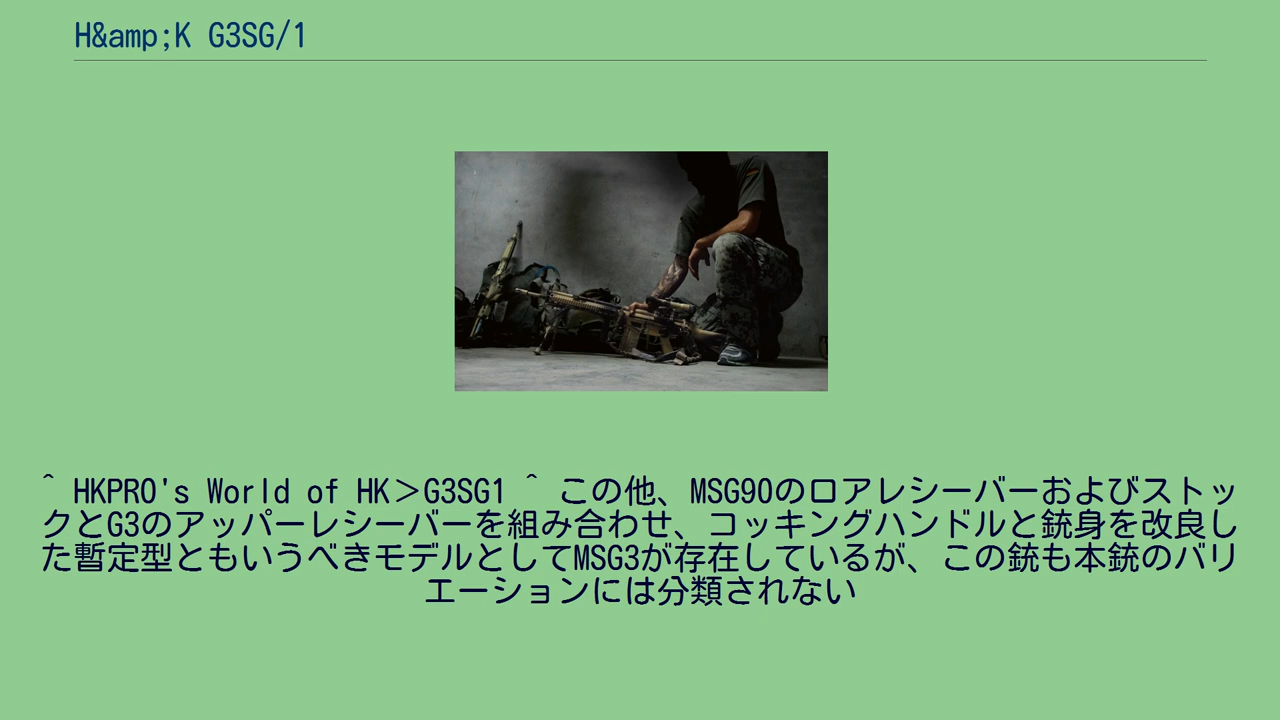 H&amp;K G3SG/1
^ HKPRO's World of HK＞G3SG1 ^ この他、MSG90のロアレシーバーおよびストッ
クとG3のアッパーレシーバーを組み合わせ、コッキングハンドルと銃身を改良し
た暫定型ともいうべきモデルとしてMSG3が存在しているが、この銃も本銃のバリ
エーションには分類されない